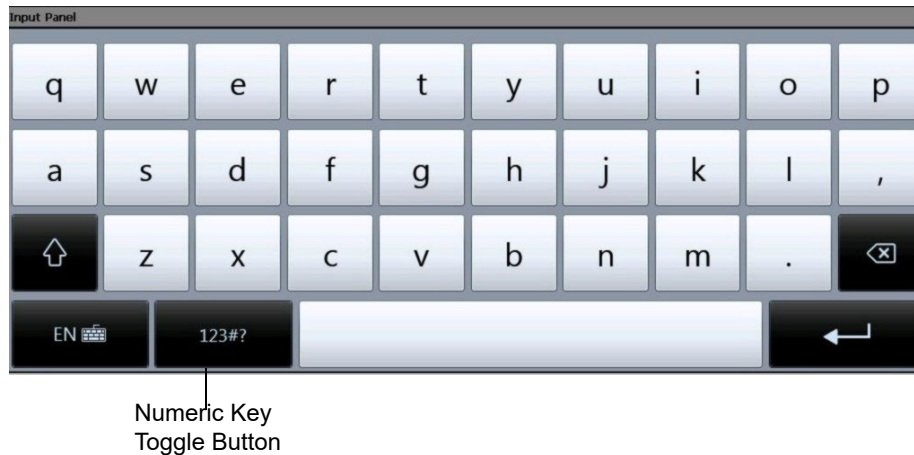 Input Panel
q w e r t y u i o p
a s d f g h j k l ,
z x c v b n m .
EN 123#?
Numeric Key
Toggle Button